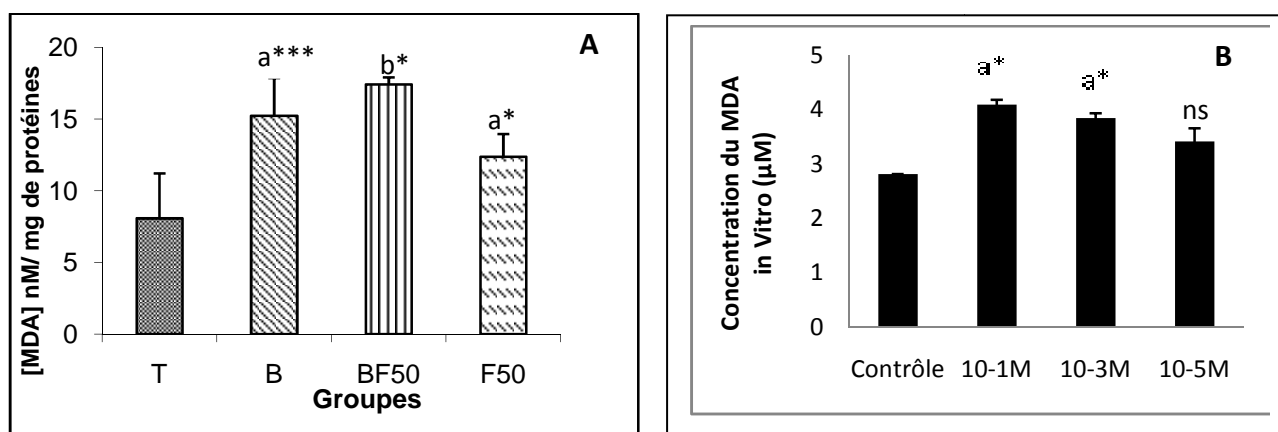 A
[MDA] nM/ mg de protéines
20
15
10
5
0
a***
b*
a*
T B BF50 F50
Groupes
B
Concentration du MDA
in Vitro (µM)
5
4
3
2
1
0
a*
a*
ns
Contrôle 10-1M 10-3M 10-5M